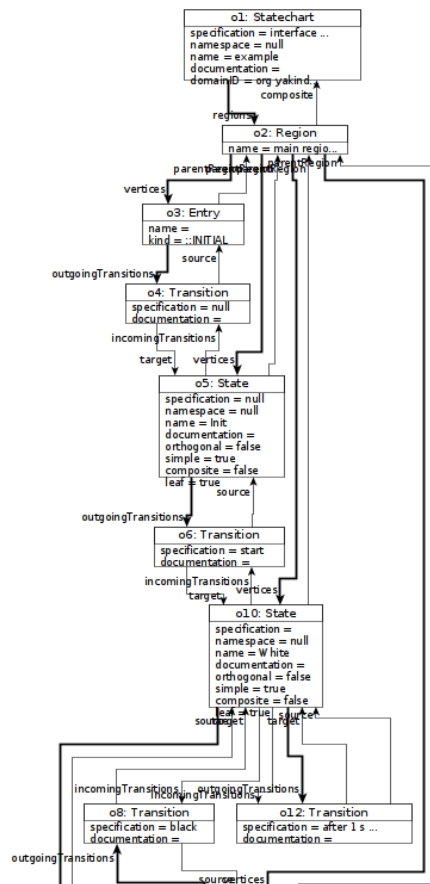 o1: Statechart
specification = interface ...
namespace = null
name = example
documentation =
domainID = org yakind...
composite
regions
o2: Region
name = main regio...
parentRegion
vertices
o3: Entry
name =
kind = ::INITIAL
source
outgoingTransitions
o4: Transition
specification = null
documentation =
incomingTransitions
target
vertices
o5: State
specification = null
namespace = null
name = Init
documentation =
orthogonal = false
simple = true
composite = false
leaf = true
source
outgoingTransitions
o6: Transition
specification = start
documentation =
incomingTransitions
target
vertices
o10: State
specification =
namespace = null
name = White
documentation =
orthogonal = false
simple = true
composite = false
leaf = true
source
target
target
source
incomingTransitions
outgoingTransitions
incomingTransitions
o8: Transition
specification = black
documentation =
o12: Transition
specification = after 1 s ...
documentation =
outgoingTransitions
source
vertices